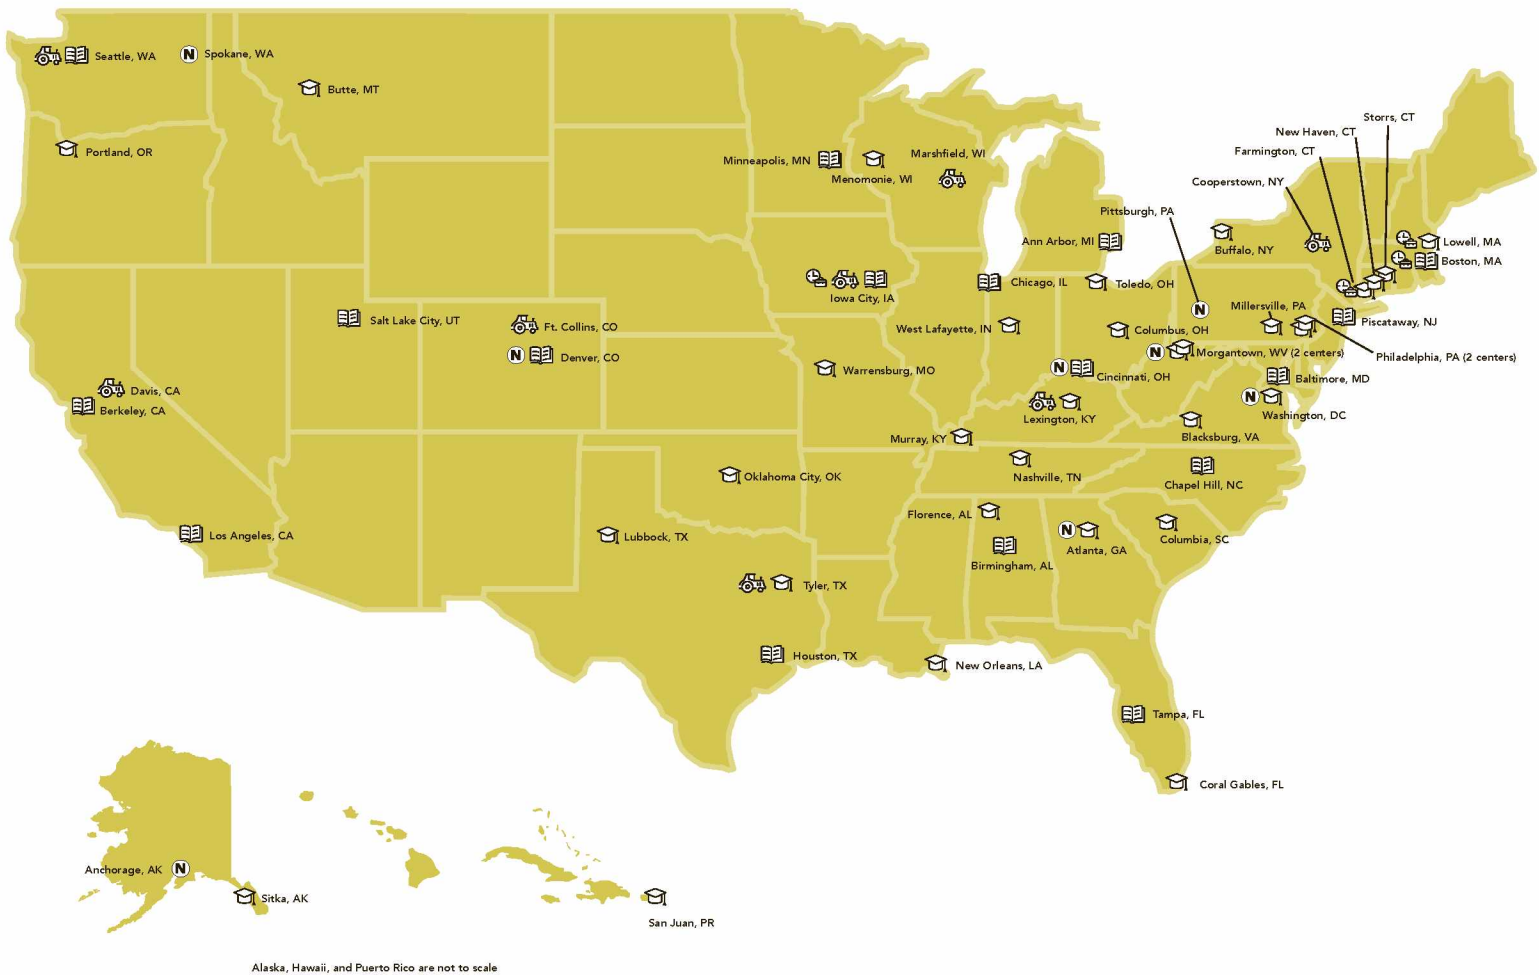 Seattle, WA
N Spokane, WA
Butte, MT
Portland, OR
Minneapolis, MN
Menomonie, WI
Marshfield, WI
Storrs, CT
New Haven, CT
Farmington, CT
Cooperstown, NY
Pittsburgh, PA
N
Ann Arbor, MI
Buffalo, NY
Lowell, MA
Boston, MA
Iowa City, IA
Chicago, IL
Toledo, OH
Millersville, PA
Piscataway, NJ
Salt Lake City, UT
Ft. Collins, CO
N Denver, CO
West Lafayette, IN
Columbus, OH
N Morgantown, WV (2 centers)
Philadelphia, PA (2 centers)
Warrensburg, MO
N Cincinnati, OH
Baltimore, MD
Davis, CA
Berkeley, CA
Lexington, KY
N
Washington, DC
Murray, KY
Blacksburg, VA
Oklahoma City, OK
Nashville, TN
Chapel Hill, NC
Los Angeles, CA
Lubbock, TX
Florence, AL
Birmingham, AL
N
Atlanta, GA
Columbia, SC
Tyler, TX
Houston, TX
New Orleans, LA
Tampa, FL
Coral Gables, FL
Anchorage, AK N
Sitka, AK
San Juan, PR
Alaska, Hawaii, and Puerto Rico are not to scale